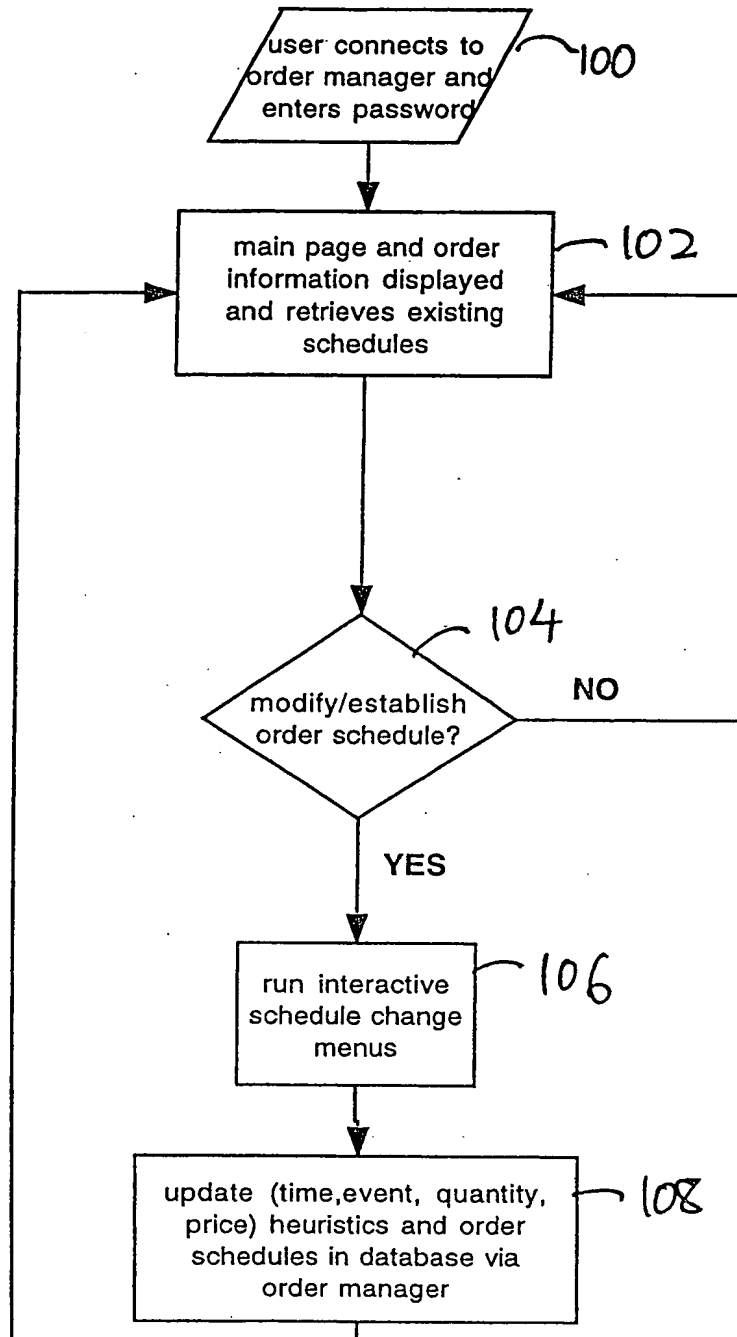 user connects to
order manager and
enters password
100
main page and order
information displayed
and retrieves existing
schedules
102
modify/establish
order schedule?
104
NO
YES
run interactive
schedule change
menus
106
update (time,event, quantity,
price) heuristics and order
schedules in database via
order manager
108